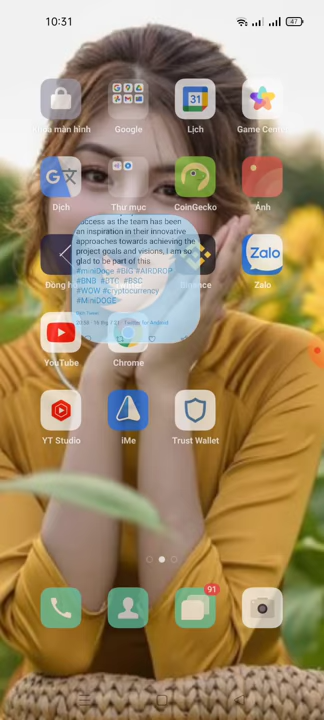 10:31
47
Khóa màn hình
Google
Lịch
Game Cent
31
Dịch
Thư mục
CoinGecko
Ảnh
success as the team has been
an inspiration in their innovative
approaches towards achieving the
project goals and visions, I am so
glad to be part of this
#miniDoge #BIG #AIRDROP
#BNB #BTC #BSC
#WOW #cryptocurrency
#MiniDOGE
Zalo
Đồng h
Zalo
YouTube
Chrome
YT Studio
iMe
Trust Wallet
91